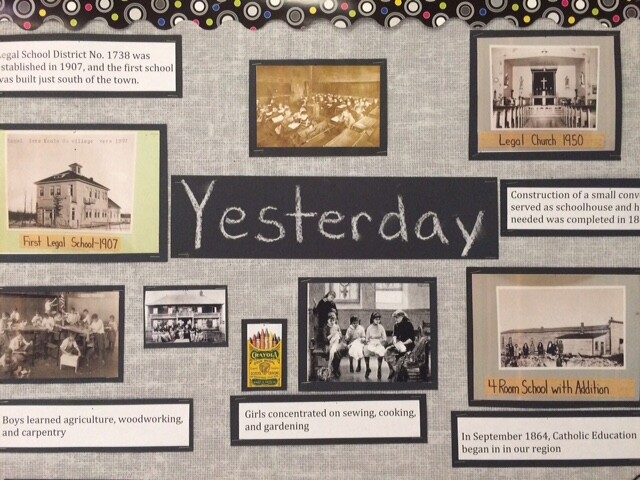 Legal School District No. 1738 was
established in 1907, and the first school
was built just south of the town.
Legal Church 1950
First Legal School-1907
Yesterday
Construction of a small
served as schoolhouse and
needed was completed in
CRAYOLA
4 Room School with Addition
Boys learned agriculture, woodworking,
and carpentry
Girls concentrated on sewing, cooking,
and gardening
In September 1864, Catholic Education
began in in our region